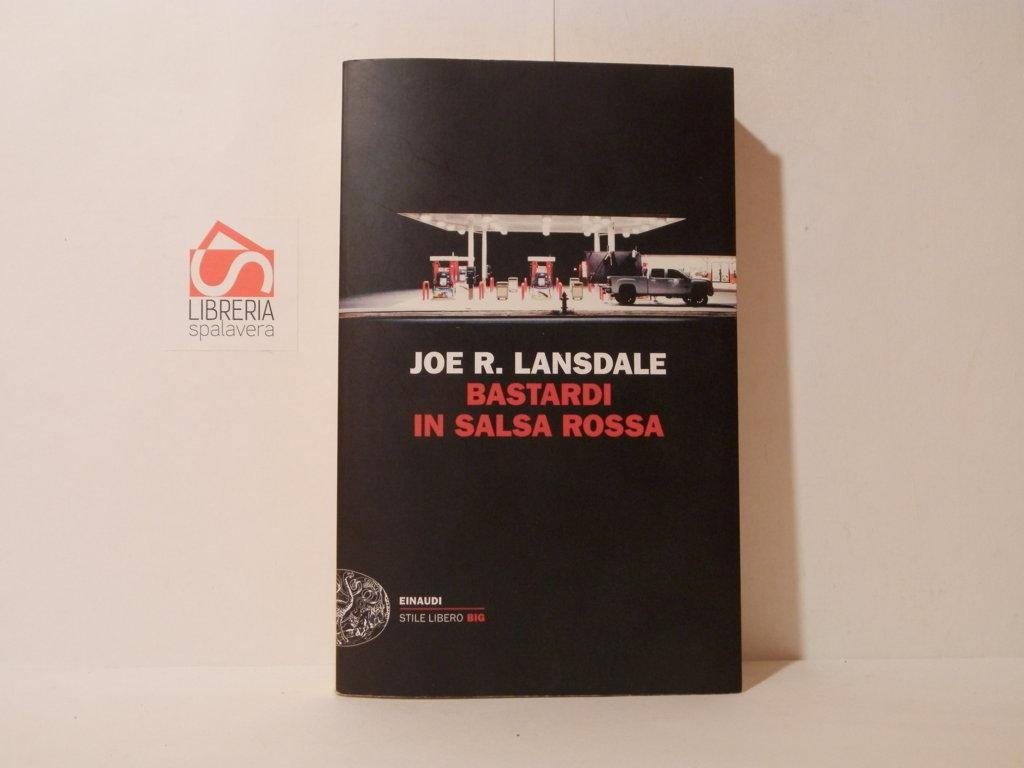 LIBRERIA
spalavera
JOE R. LANSDALE
BASTARDI
IN SALSA ROSSA
EINAUDI
STILE LIBERO BIG